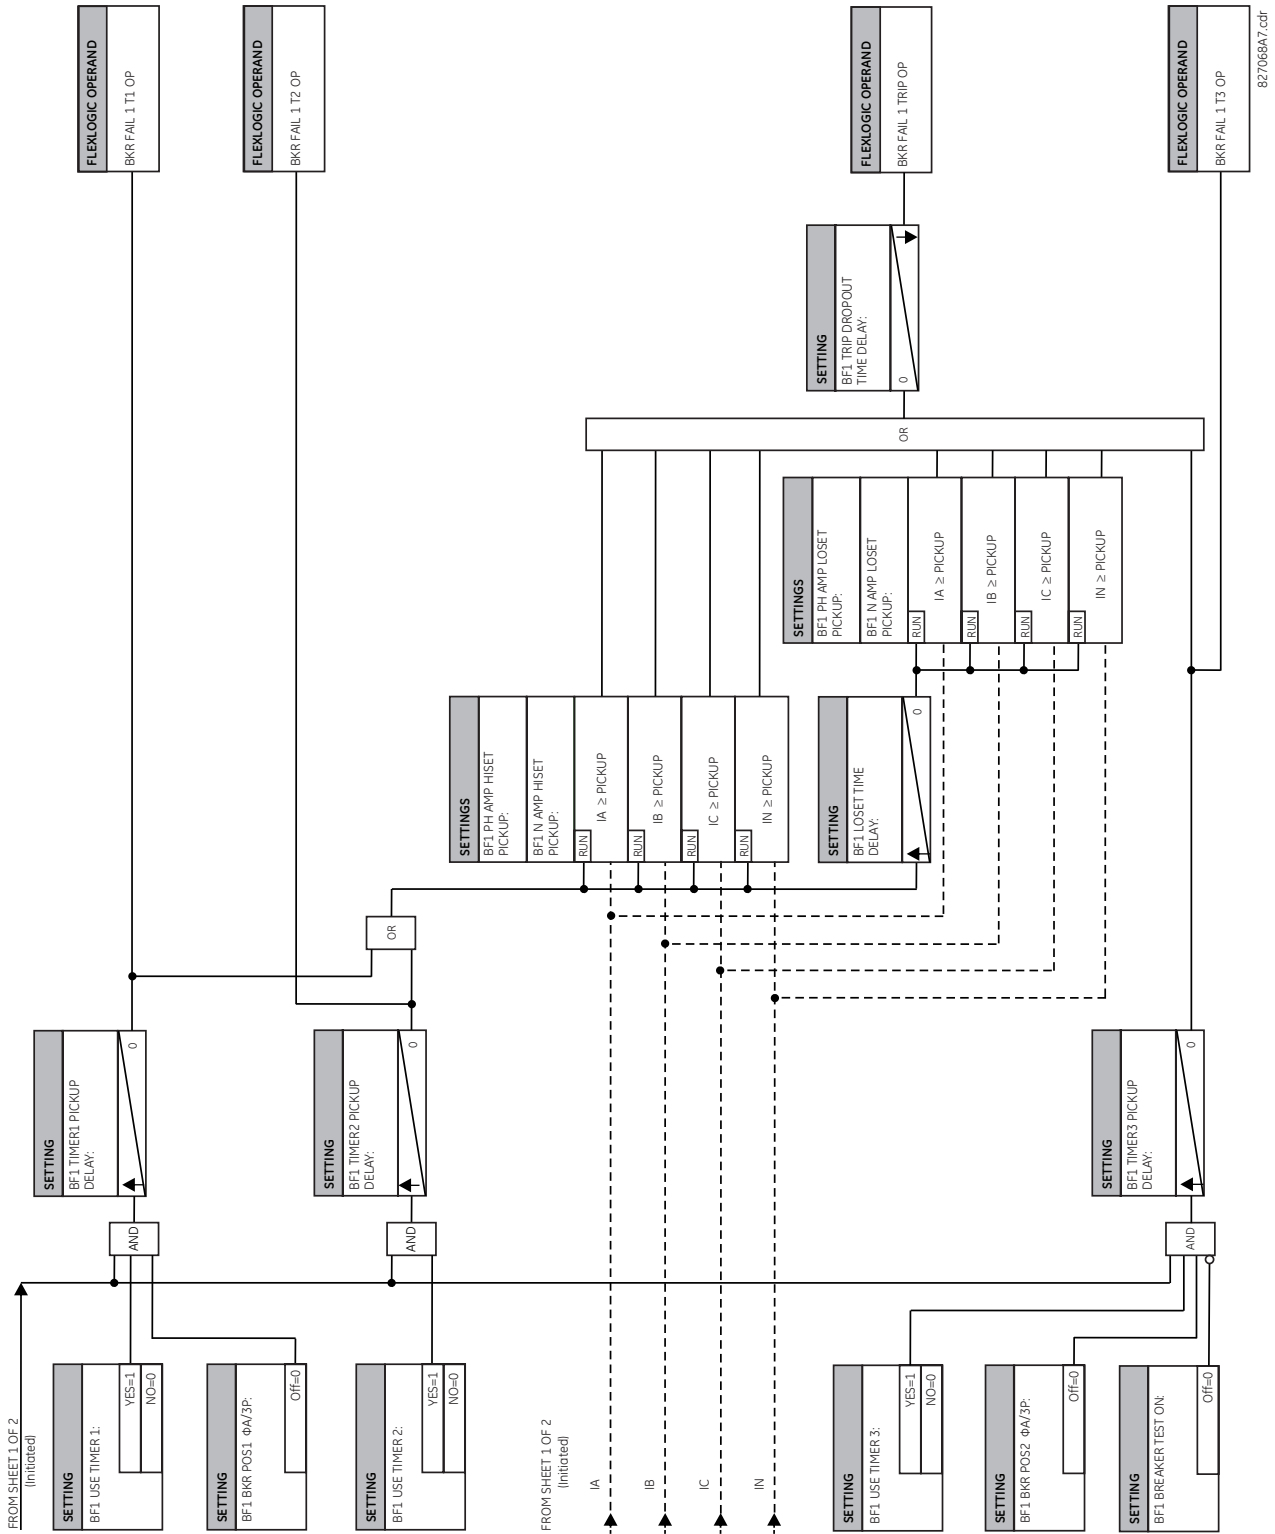 FROM SHEET 1 OF 2
(Initiated)
SETTING
BF1 USE TIMER 1:
YES=1
NO=0
SETTING
BF1 BKR POS1 ΦA/3P:
Off=0
SETTING
BF1 USE TIMER 2:
YES=1
NO=0
FROM SHEET 1 OF 2
(Initiated)
IA
IB
IC
IN
SETTING
BF1 USE TIMER 3:
YES=1
NO=0
SETTING
BF1 BKR POS2 ΦA/3P:
Off=0
SETTING
BF1 BREAKER TEST ON:
Off=0
AND
AND
AND
SETTING
BF1 TIMER1 PICKUP
DELAY:
0
SETTING
BF1 TIMER2 PICKUP
DELAY:
0
SETTING
BF1 TIMER3 PICKUP
DELAY:
0
OR
SETTINGS
BF1 PH AMP HISET
PICKUP:
BF1 N AMP HISET
PICKUP:
RUN
IA ≥ PICKUP
RUN
IB ≥ PICKUP
RUN
IC ≥ PICKUP
RUN
IN ≥ PICKUP
SETTING
BF1 LOSET TIME
DELAY:
0
SETTINGS
BF1 PH AMP LOSET
PICKUP:
BF1 N AMP LOSET
PICKUP:
RUN
IA ≥ PICKUP
RUN
IB ≥ PICKUP
RUN
IC ≥ PICKUP
RUN
IN ≥ PICKUP
OR
SETTING
BF1 TRIP DROPOUT
TIME DELAY:
0
FLEXLOGIC OPERAND
BKR FAIL 1 T1 OP
FLEXLOGIC OPERAND
BKR FAIL 1 T2 OP
FLEXLOGIC OPERAND
BKR FAIL 1 TRIP OP
FLEXLOGIC OPERAND
BKR FAIL 1 T3 OP
827068A7.cdr